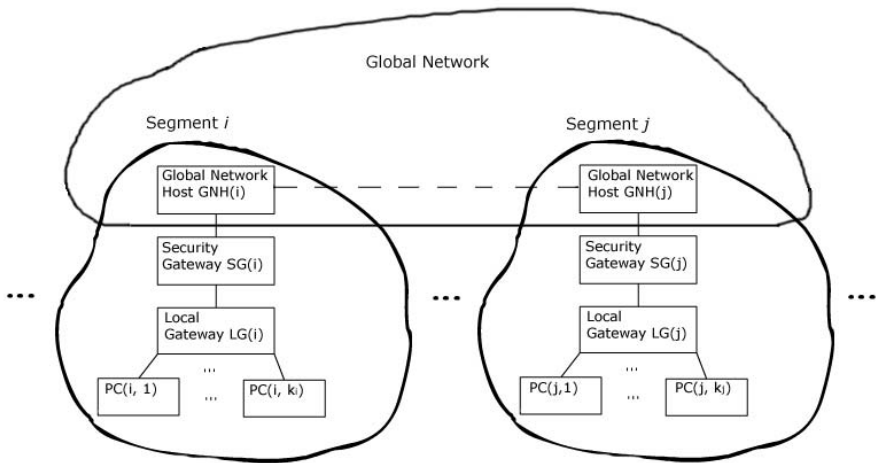 Global Network
Segment i
Segment j
Global Network
Host GNH(i)
Global Network
Host GNH(j)
Security
Gateway SG(i)
Security
Gateway SG(j)
...
...
...
Local
Gateway LG(i)
Local
Gateway LG(j)
...
...
PC(i, 1)
...
PC(i, ki)
PC(j,1)
...
PC(j, kj)